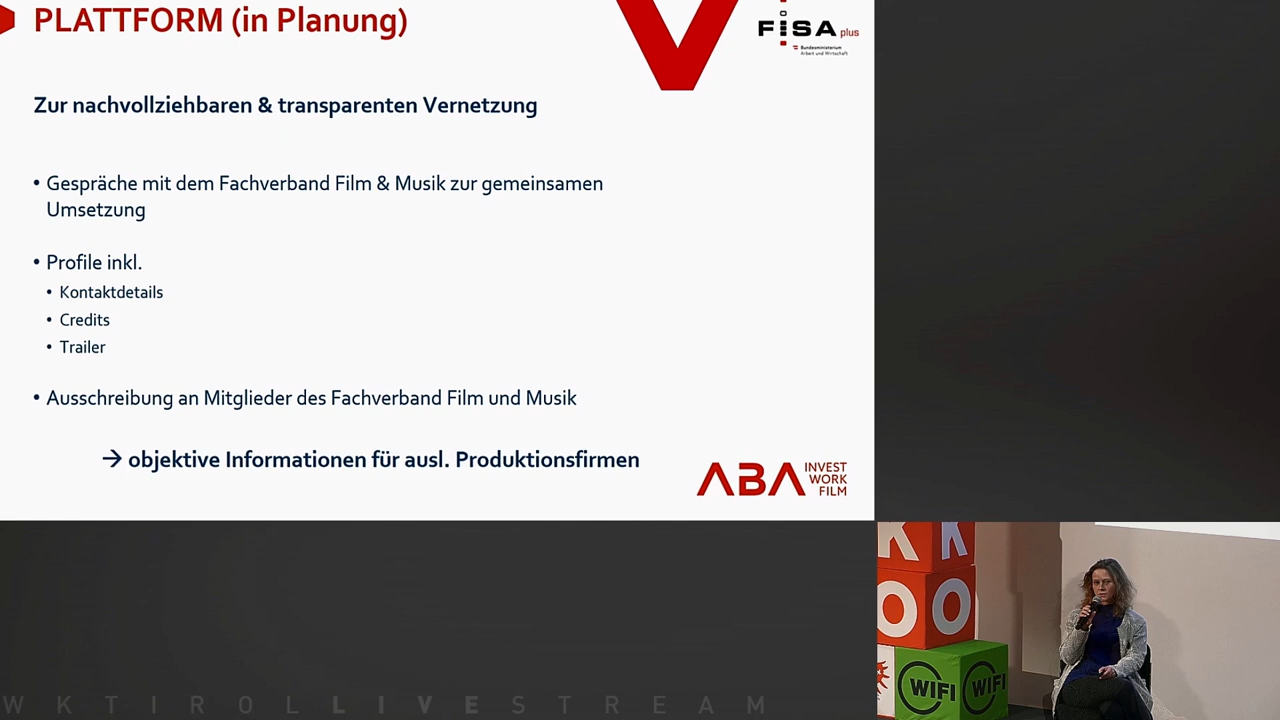 PLATTFORM (in Planung)
FISA plus
Bundesministerium
Arbeit und Wirtschaft
Zur nachvollziehbaren & transparenten Vernetzung
• Gespräche mit dem Fachverband Film & Musik zur gemeinsamen
Umsetzung
• Profile inkl.
• Kontaktdetails
• Credits
• Trailer
• Ausschreibung an Mitglieder des Fachverband Film und Musik
→ objektive Informationen für ausl. Produktionsfirmen
ABA INVEST
WORK
FILM
K K
O O
WIFI WIFI
WKTIROLLIVESTREAM